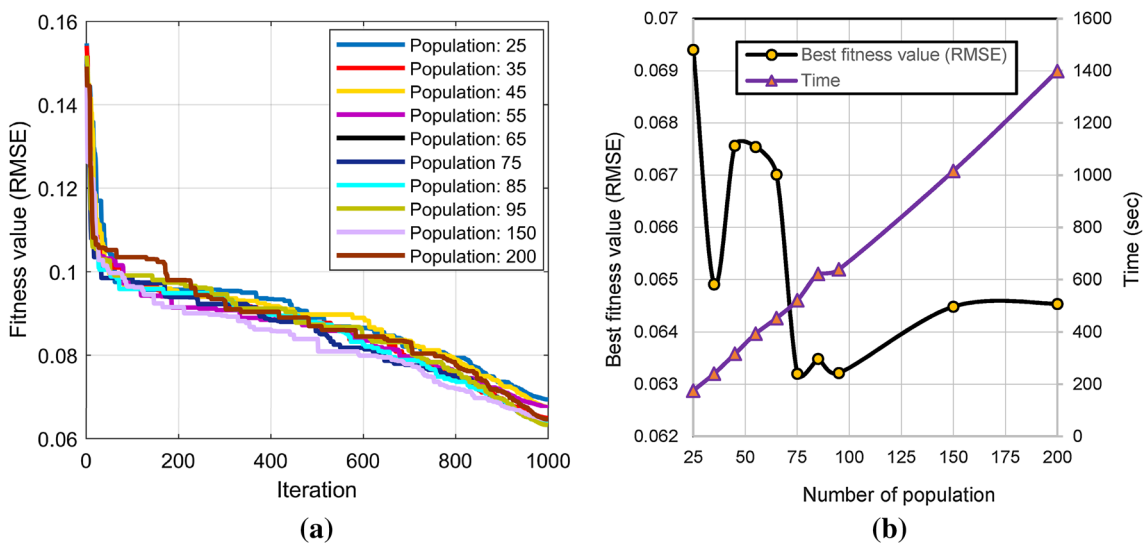 0.16
0.14
0.12
0.1
0.08
0.06
Fitness value (RMSE)
Population: 25
Population: 35
Population: 45
Population: 55
Population: 65
Population 75
Population: 85
Population: 95
Population: 150
Population: 200
0 200 400 600 800 1000
Iteration
(a)
0.07
0.069
0.068
0.067
0.066
0.065
0.064
0.063
0.062
Best fitness value (RMSE)
Best fitness value (RMSE)
Time
1600
1400
1200
1000
800
600
400
200
0
Time (sec)
25 50 75 100 125 150 175 200
Number of population
(b)